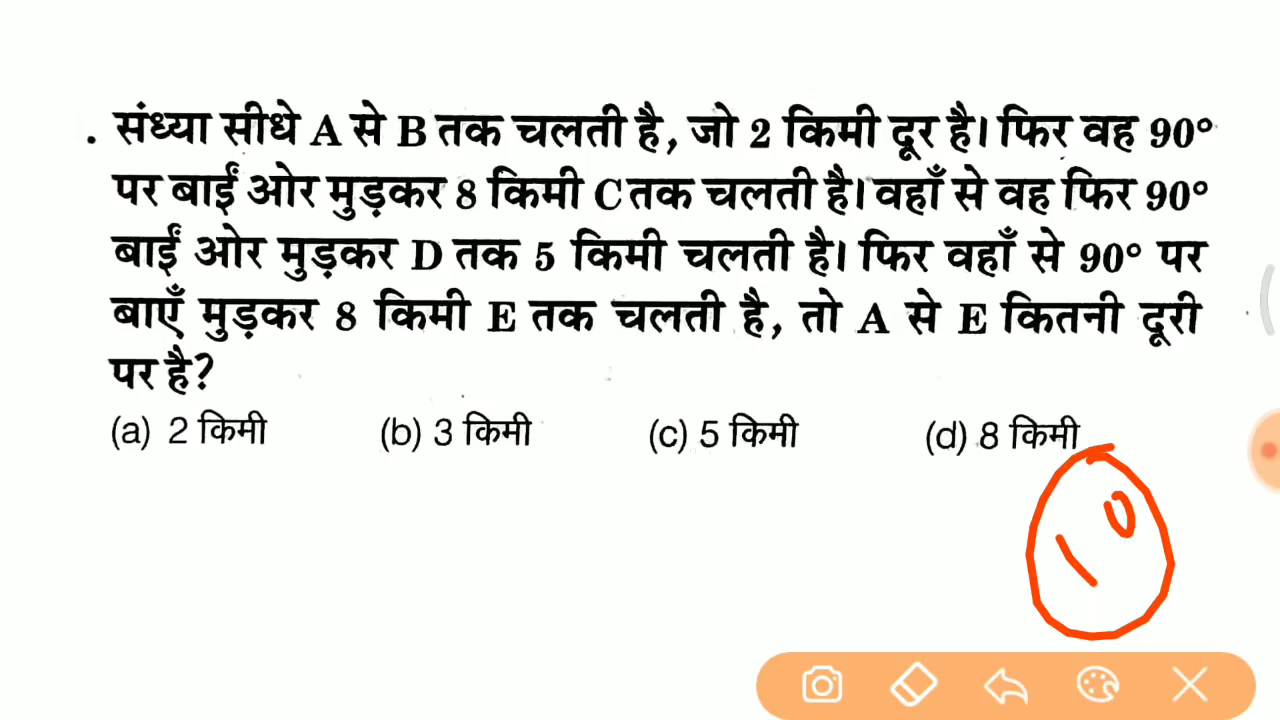 . संध्या सीधे A से B तक चलती है, जो 2 किमी दूर है। फिर वह 90°
पर बाईं ओर मुड़कर 8 किमी C तक चलती है। वहाँ से वह फिर 90°
बाईं ओर मुड़कर D तक 5 किमी चलती है। फिर वहाँ से 90° पर
बाएँ मुड़कर 8 किमी E तक चलती है, तो A से E कितनी दूरी
पर है?
(a) 2 किमी (b) 3 किमी (c) 5 किमी (d) 8 किमी
10